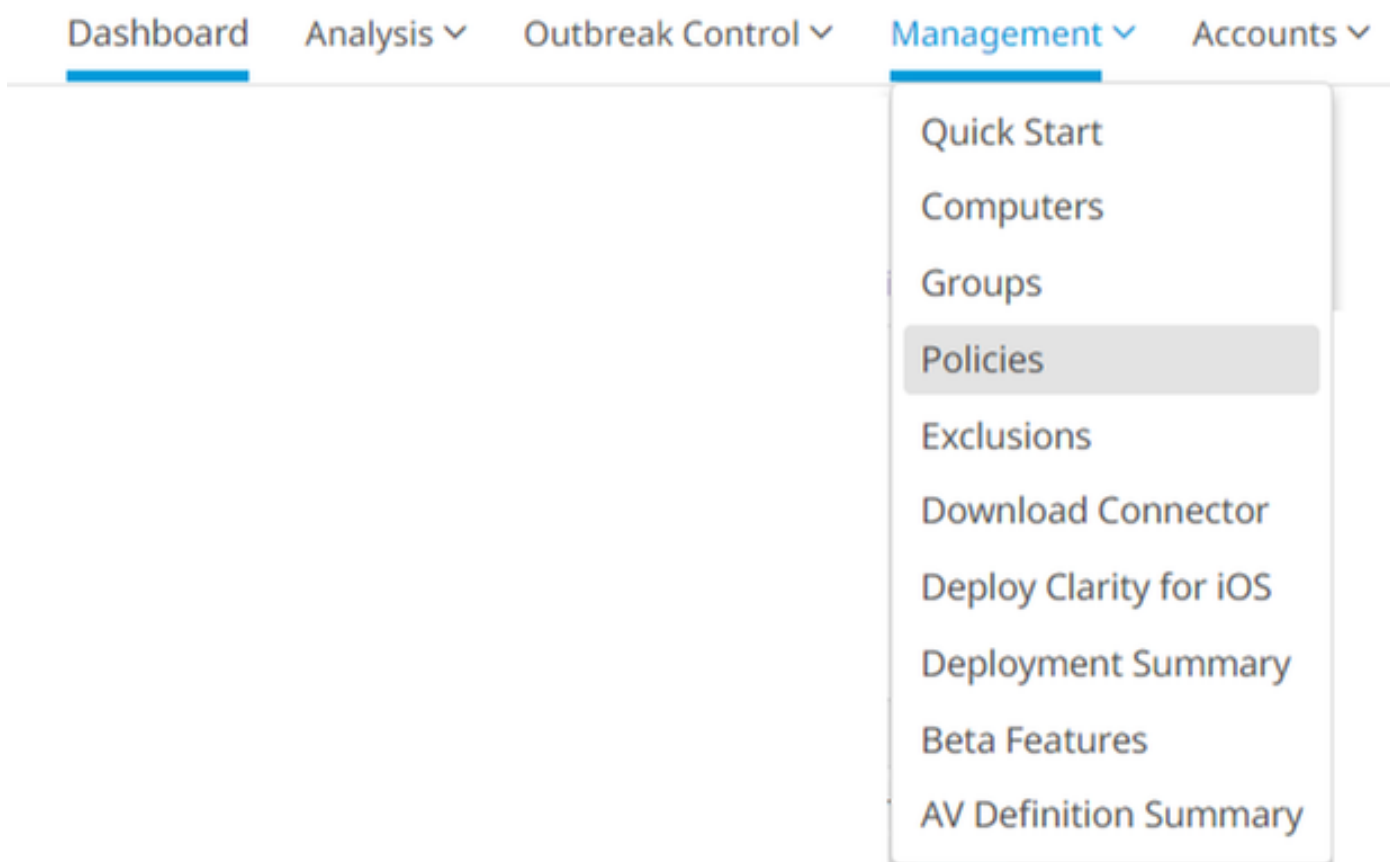 Dashboard Analysis Outbreak Control Management Accounts
Quick Start
Computers
Groups
Policies
Exclusions
Download Connector
Deploy Clarity for iOS
Deployment Summary
Beta Features
AV Definition Summary